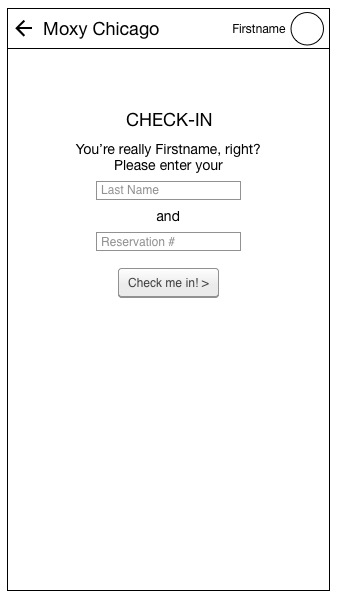 Moxy Chicago
Firstname
CHECK-IN
You're really Firstname, right?
Please enter your
Last Name
and
Reservation #
Check me in! >